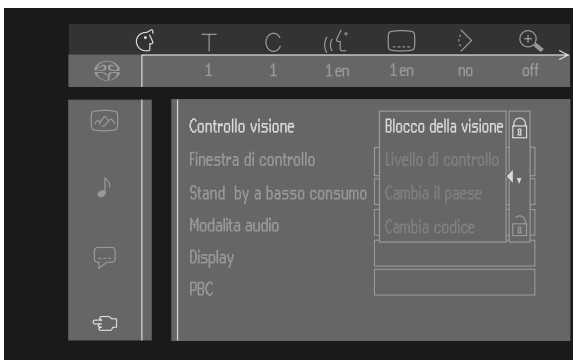 T C
1 1 1en 1en no off
Controllo visione Blocco della visione
Finestra di controllo Livello di controllo
Stand by a basso consumo Cambia il paese
Modalita audio Cambia codice
Display
PBC